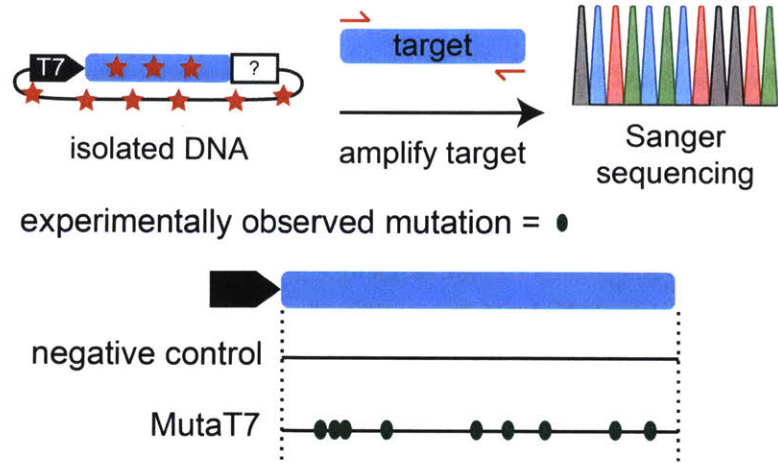 T7
?
target
isolated DNA
amplify target
Sanger
sequencing
experimentally observed mutation =
negative control
MutaT7